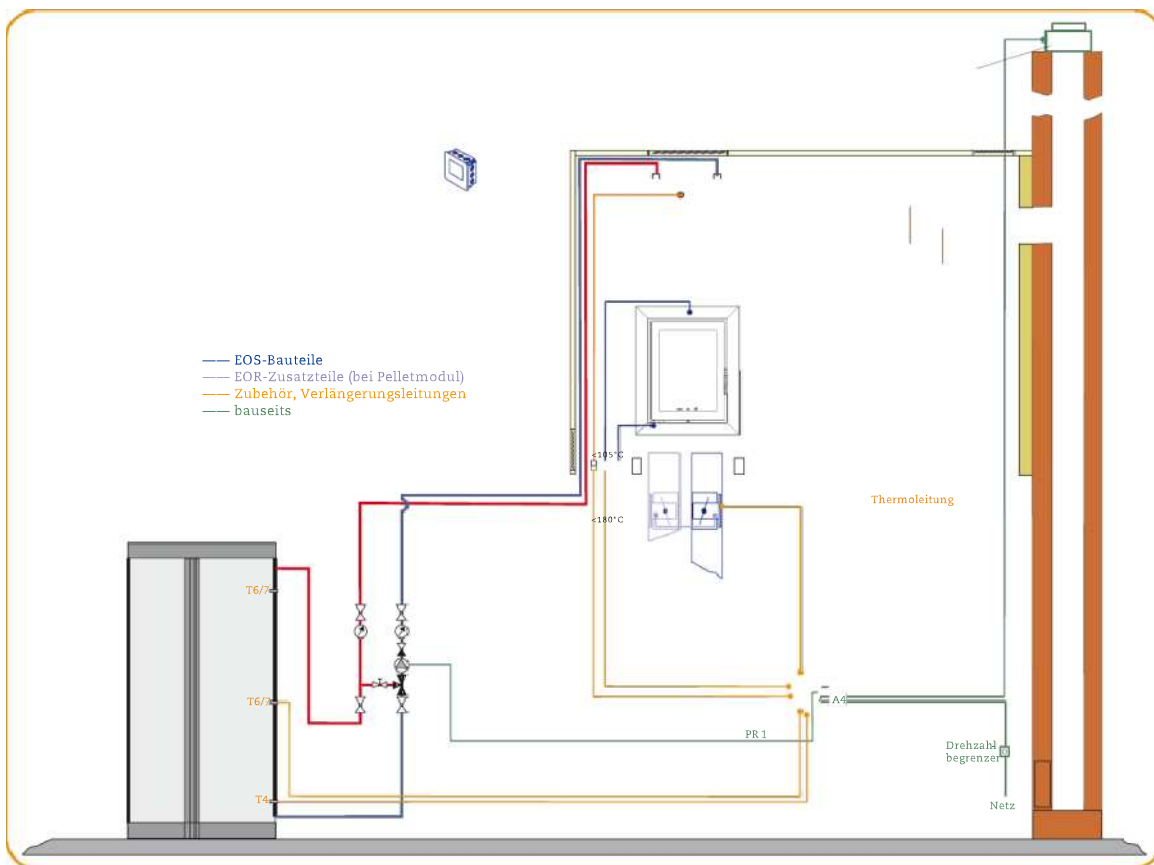 EOS-Bauteile
EOR-Zusatzteile (bei Pelletmodul)
Zubehör, Verlängerungsleitungen
bauseits
<105°C
<180°C
Thermoleitung
T6/7
T6/7
T4
A4
PR 1
Drehzahl
begrenzer
Netz